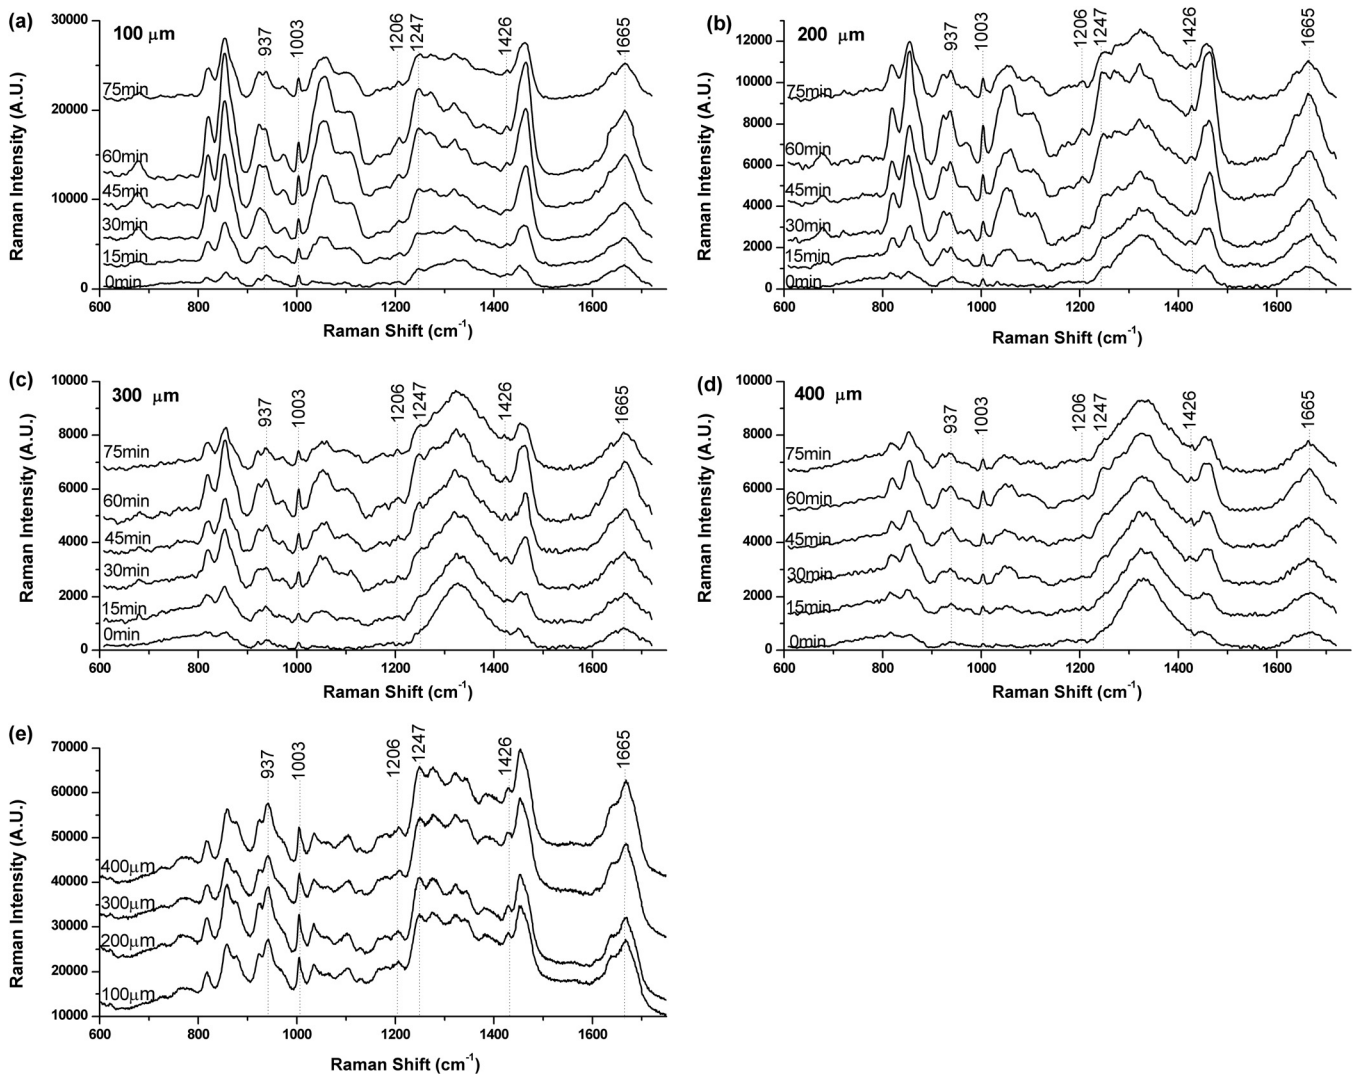 (a)
100 μm
937
1003
1206
1247
1426
1665
30000
20000
10000
0
75min
60min
45min
30min
15min
0min
600
800
1000
1200
1400
1600
Raman Intensity (A.U.)
Raman Shift (cm-1)
(b)
200 μm
937
1003
1206
1247
1426
1665
12000
10000
8000
6000
4000
2000
0
75min
60min
45min
30min
15min
0min
600
800
1000
1200
1400
1600
Raman Intensity (A.U.)
Raman Shift (cm-1)
(c)
300 μm
937
1003
1206
1247
1426
1665
10000
8000
6000
4000
2000
0
75min
60min
45min
30min
15min
0min
600
800
1000
1200
1400
1600
Raman Intensity (A.U.)
Raman Shift (cm-1)
(d)
400 μm
937
1003
1206
1247
1426
1665
10000
8000
6000
4000
2000
0
75min
60min
45min
30min
15min
0min
600
800
1000
1200
1400
1600
Raman Intensity (A.U.)
Raman Shift (cm-1)
(e)
937
1003
1206
1247
1426
1665
70000
60000
50000
40000
30000
20000
10000
400μm
300μm
200μm
100μm
600
800
1000
1200
1400
1600
Raman Intensity (A.U.)
Raman Shift (cm-1)